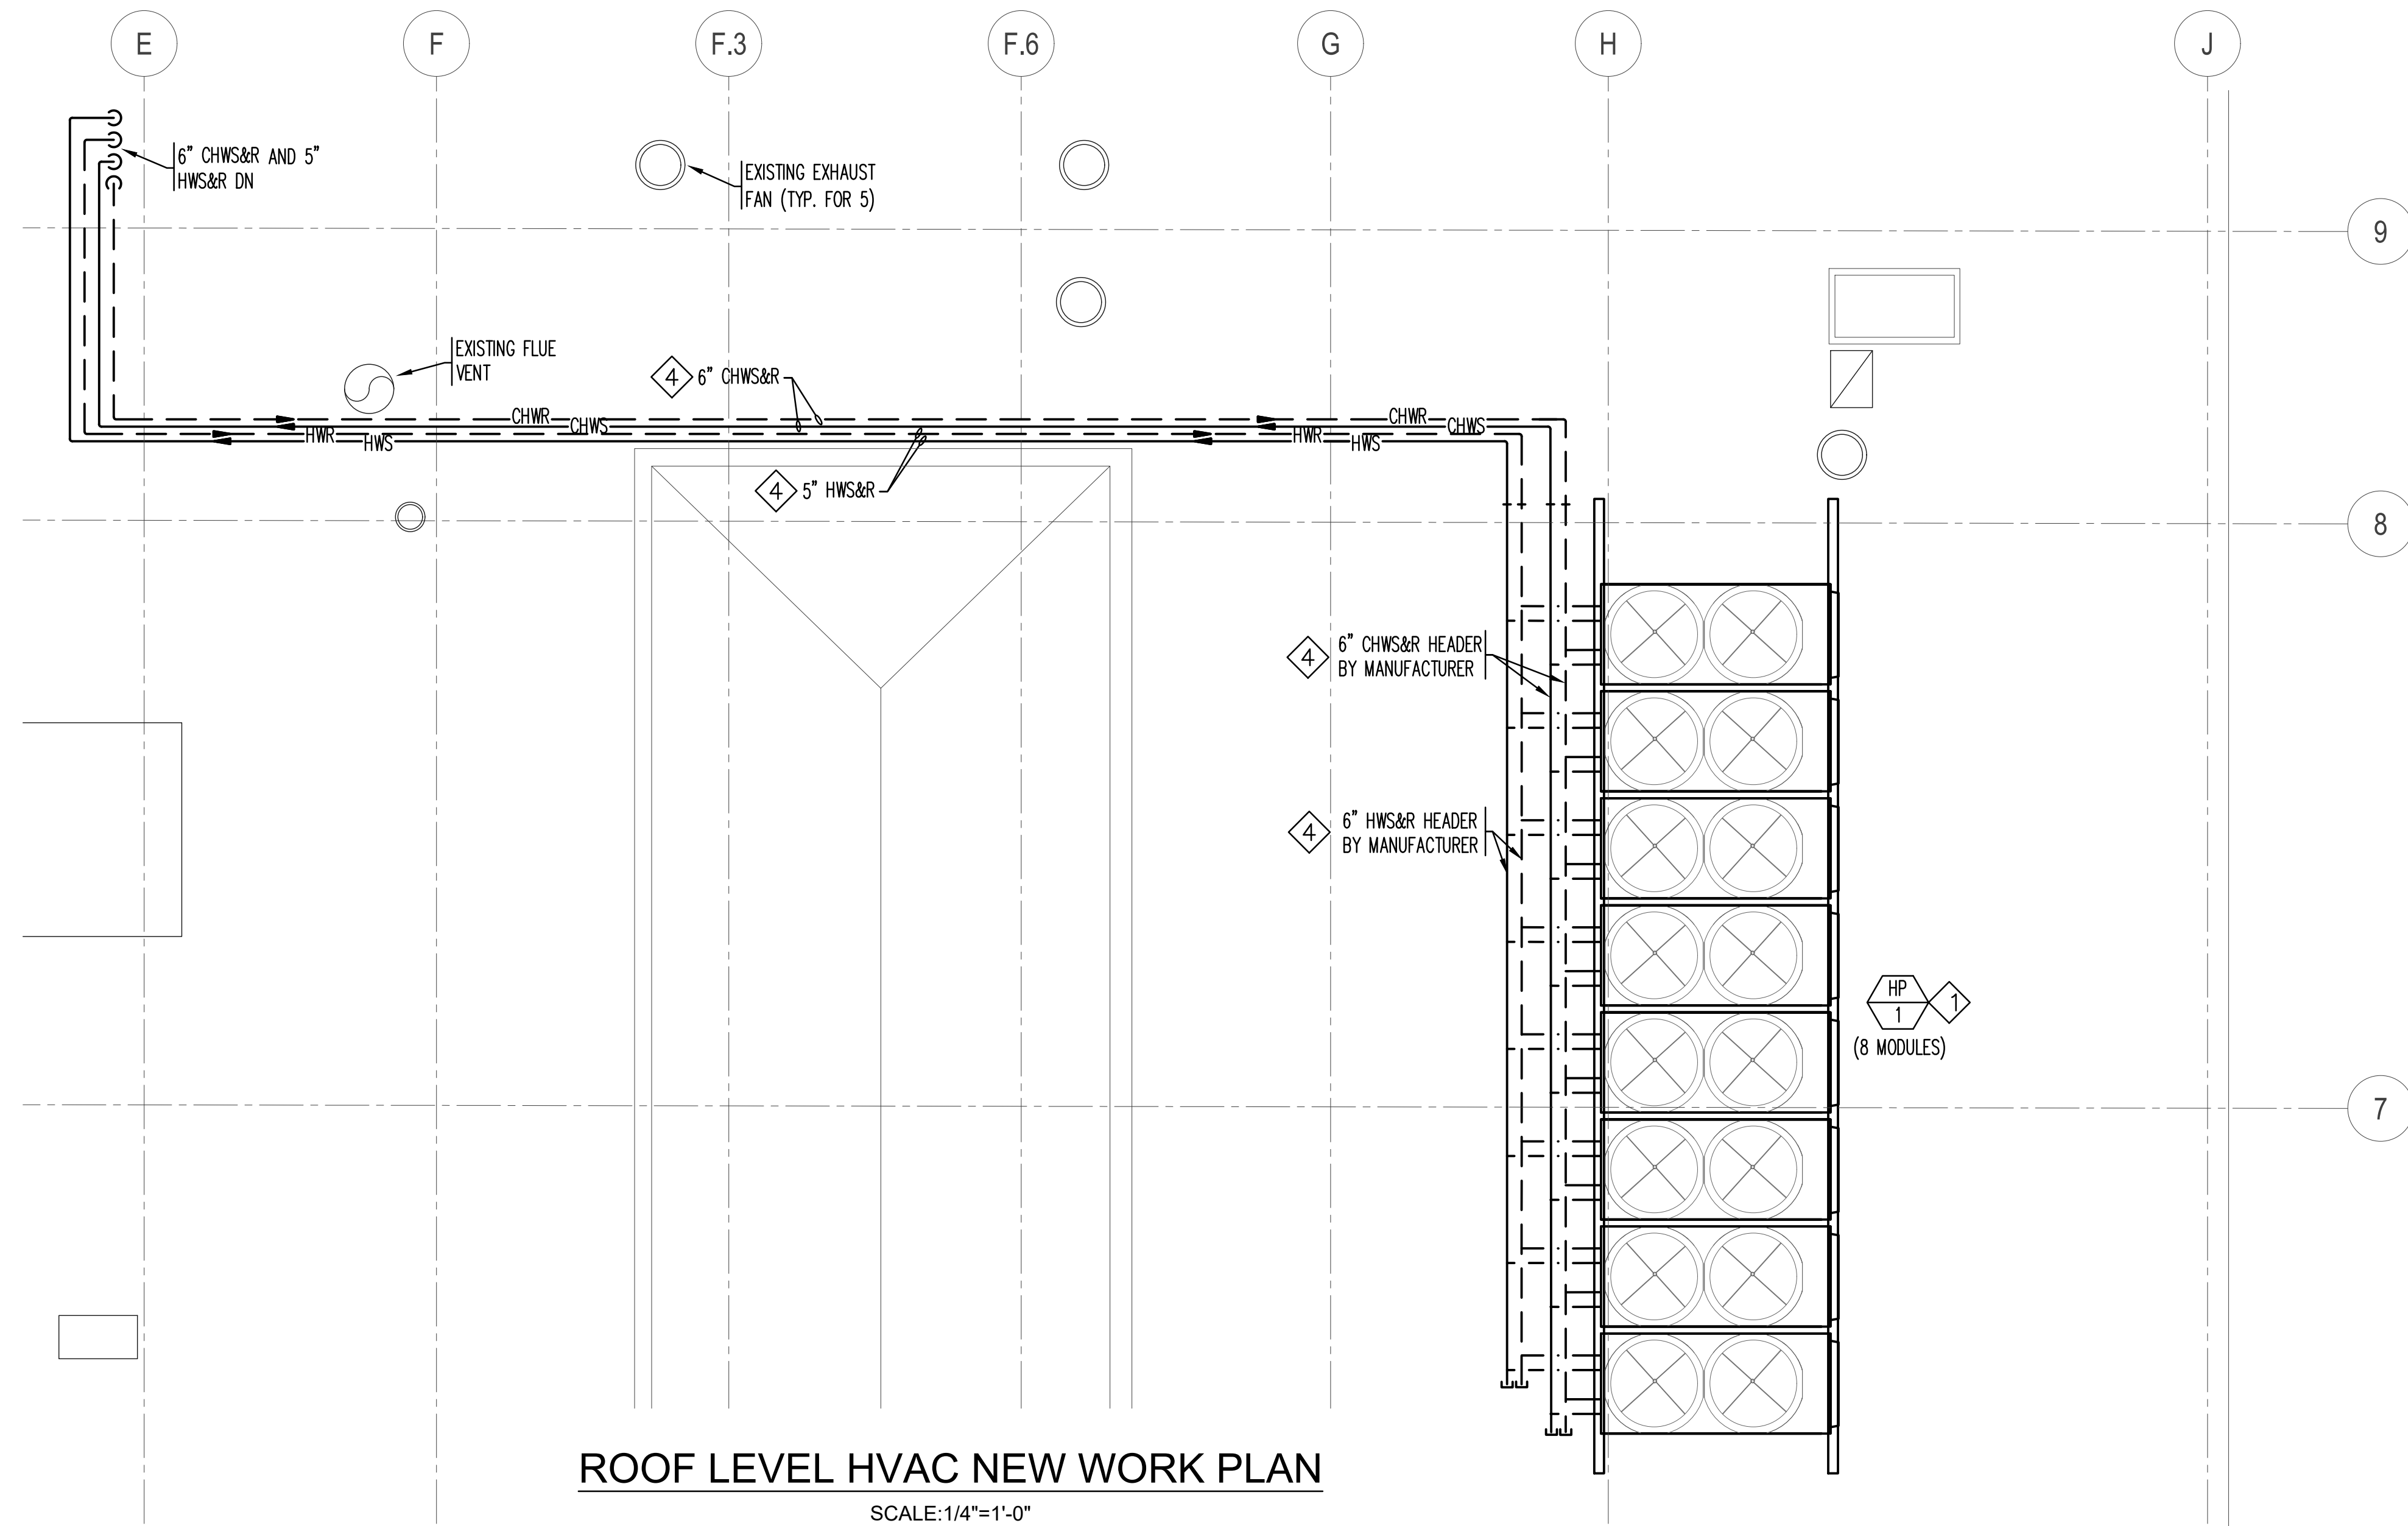 E
F
F.3
F.6
G
H
J
6" CHWS&R AND 5"
HWS&R DN
EXISTING EXHAUST
FAN (TYP. FOR 5)
9
EXISTING FLUE
VENT
4
6" CHWS&R
CHWR
CHWS
HWR
HWS
CHWR
CHWS
HWR
HWS
4
5" HWS&R
8
4
6" CHWS&R HEADER
BY MANUFACTURER
4
6" HWS&R HEADER
BY MANUFACTURER
HP
1
1
(8 MODULES)
7
ROOF LEVEL HVAC NEW WORK PLAN
SCALE:1/4"=1'-0"